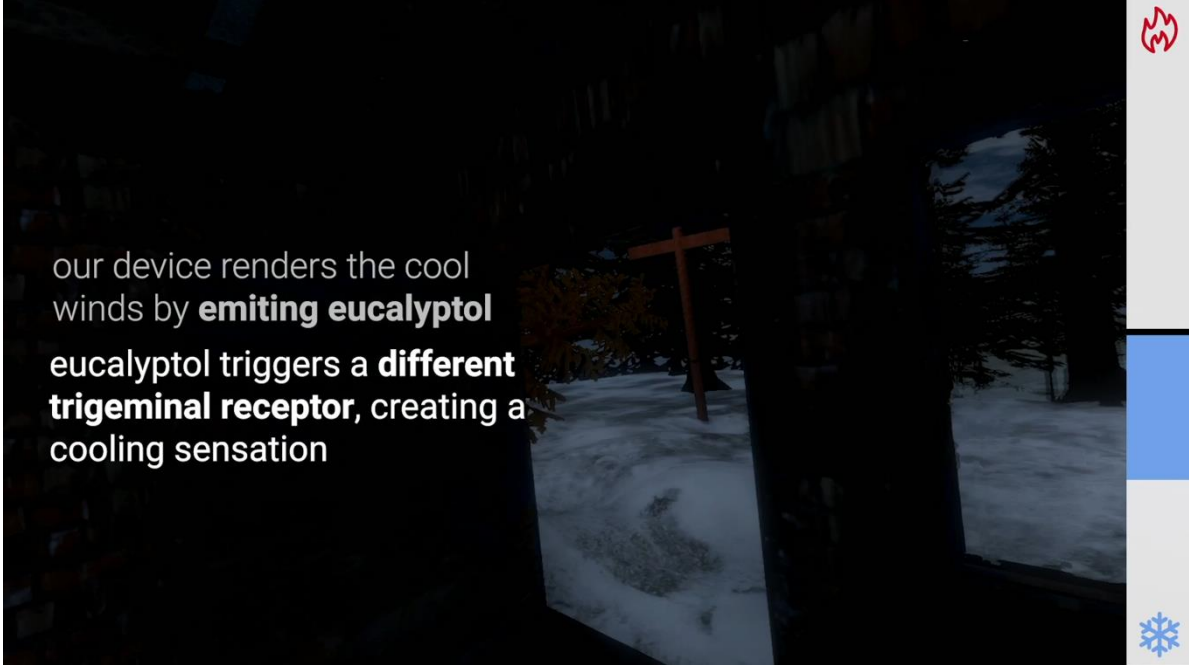 our device renders the cool
winds by emiting eucalyptol
eucalyptol triggers a different
trigeminal receptor, creating a
cooling sensation